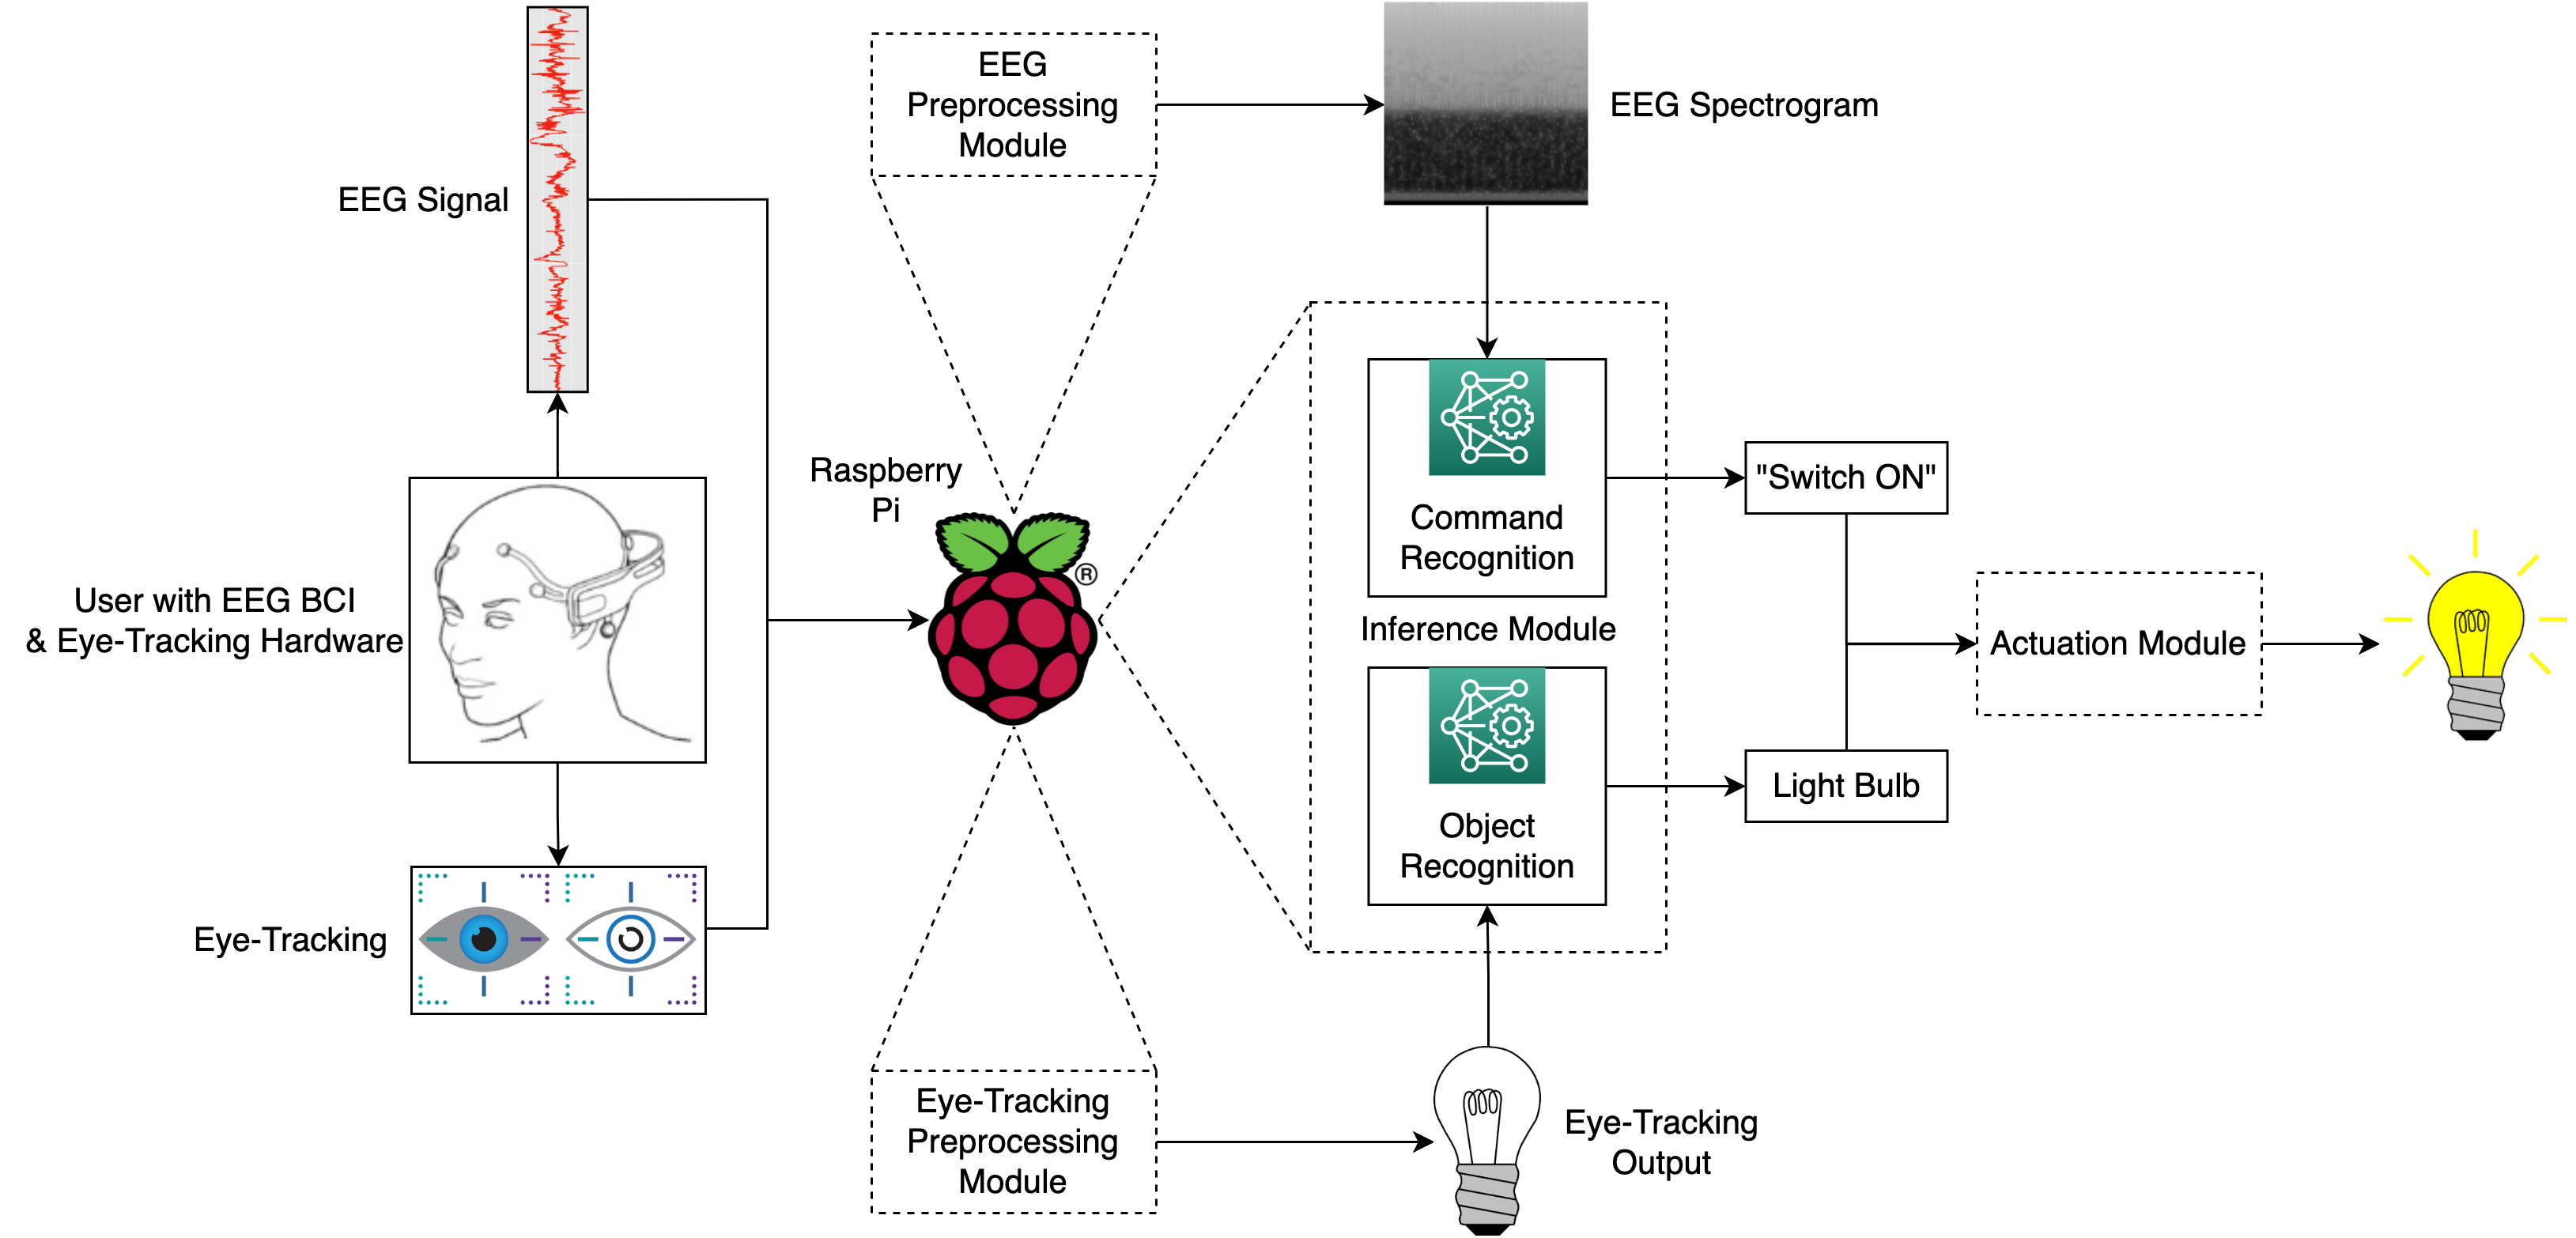 EEG
Preprocessing
Module
EEG Spectrogram
EEG Signal
Raspberry
Pi
®
"Switch ON"
Command
Recognition
User with EEG BCI
& Eye-Tracking Hardware
Inference Module
Actuation Module
Light Bulb
Object
Recognition
Eye-Tracking
Eye-Tracking
Preprocessing
Module
Eye-Tracking
Output